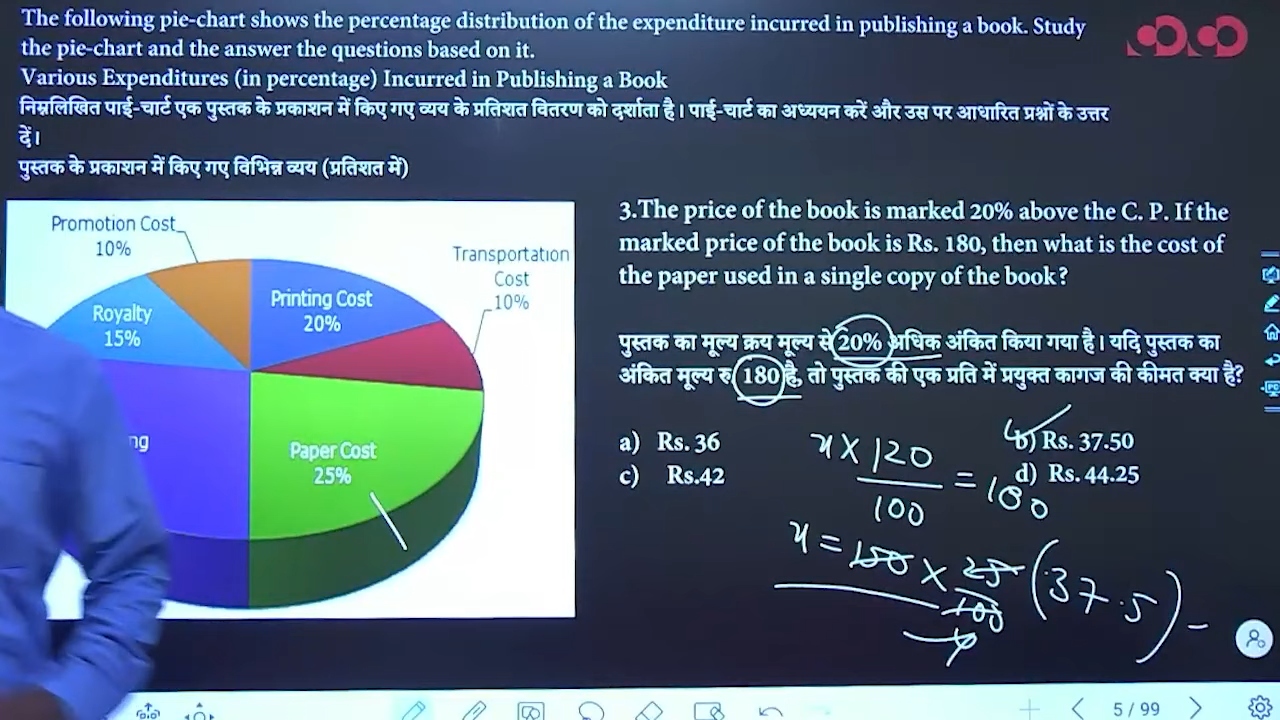 The following pie-chart shows the percentage distribution of the expenditure incurred in publishing a book. Study
the pie-chart and the answer the questions based on it.
Various Expenditures (in percentage) Incurred in Publishing a Book
निम्नलिखित पाई-चार्ट एक पुस्तक के प्रकाशन में किए गए व्यय के प्रतिशत वितरण को दर्शाता है। पाई-चार्ट का अध्ययन करें और उस पर आधारित प्रश्नों के उत्तर
दें।
पुस्तक के प्रकाशन में किए गए विभिन्न व्यय (प्रतिशत में)
Promotion Cost
10%
Transportation
Cost
10%
Printing Cost
20%
Royalty
15%
ng
Paper Cost
25%
3.The price of the book is marked 20% above the C. P. If the
marked price of the book is Rs. 180, then what is the cost of
the paper used in a single copy of the book?
पुस्तक का मूल्य क्रय मूल्य से 20% अधिक अंकित किया गया है। यदि पुस्तक का
अंकित मूल्य रु 180 है, तो पुस्तक की एक प्रति में प्रयुक्त कागज की कीमत क्या है?
a) Rs. 36
b) Rs. 37.50
c) Rs.42
d) Rs. 44.25
x × 120
100
= 180
x = 150 × 25
100
4
(37.5)
5 / 99